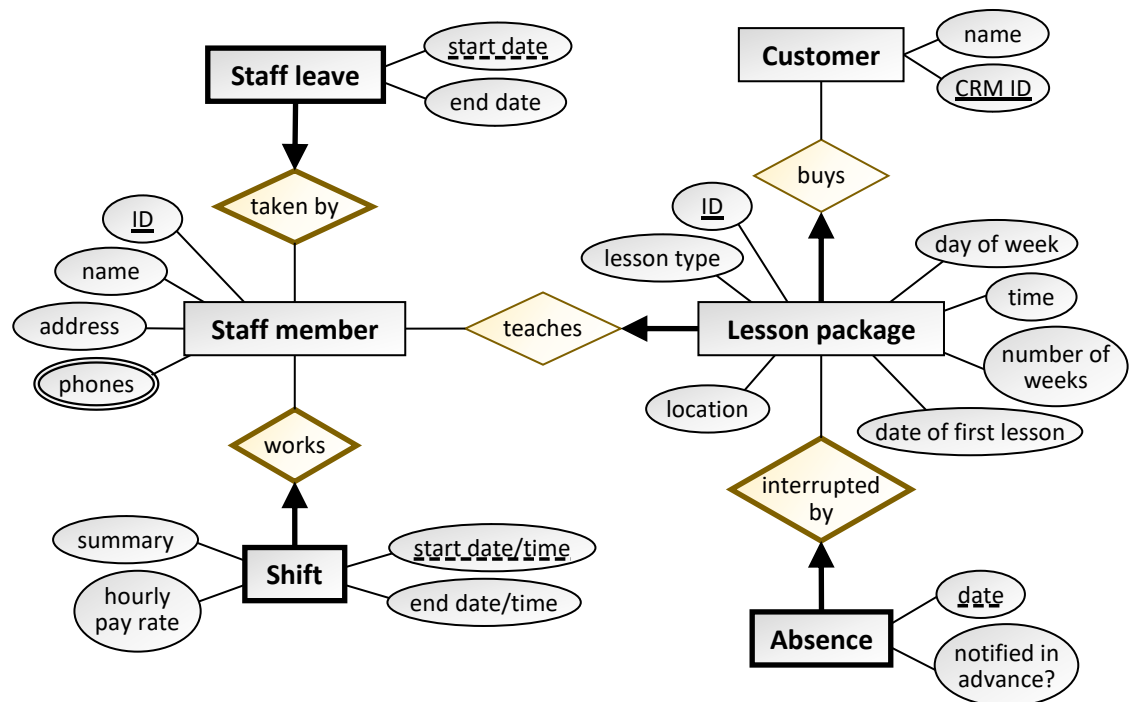 Staff leave
start date
end date
Customer
name
CRM ID
taken by
buys
ID
name
address
phones
Staff member
teaches
ID
lesson type
Lesson package
location
day of week
time
number of
weeks
date of first lesson
works
interrupted
by
summary
hourly
pay rate
Shift
start date/time
end date/time
Absence
date
notified in
advance?